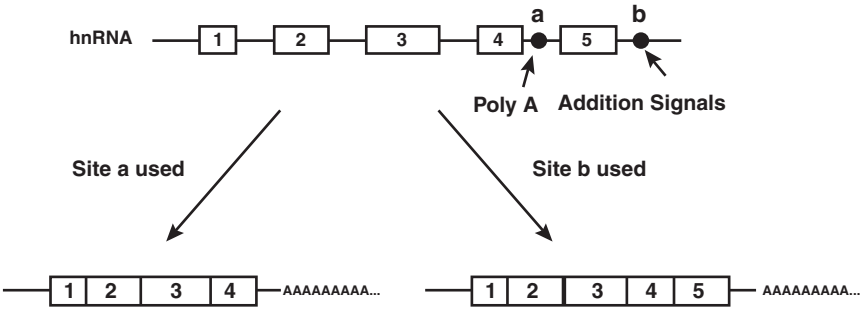 a b
hnRNA 1 2 3 4 5
Poly A Addition Signals
Site a used Site b used
1 2 3 4 AAAAAAAAA... 1 2 3 4 5 AAAAAAAAA...